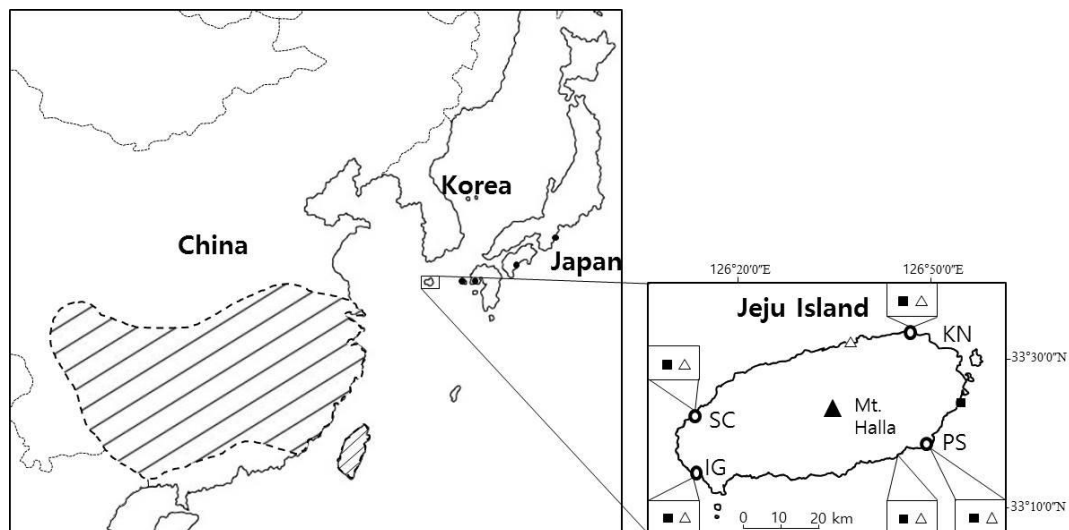 Korea
China
Japan
126°20'0"E
126°50'0"E
Jeju Island
KN
33°30'0"N
SC
Mt.
Halla
PS
IG
0 10 20 km
33°10'0"N